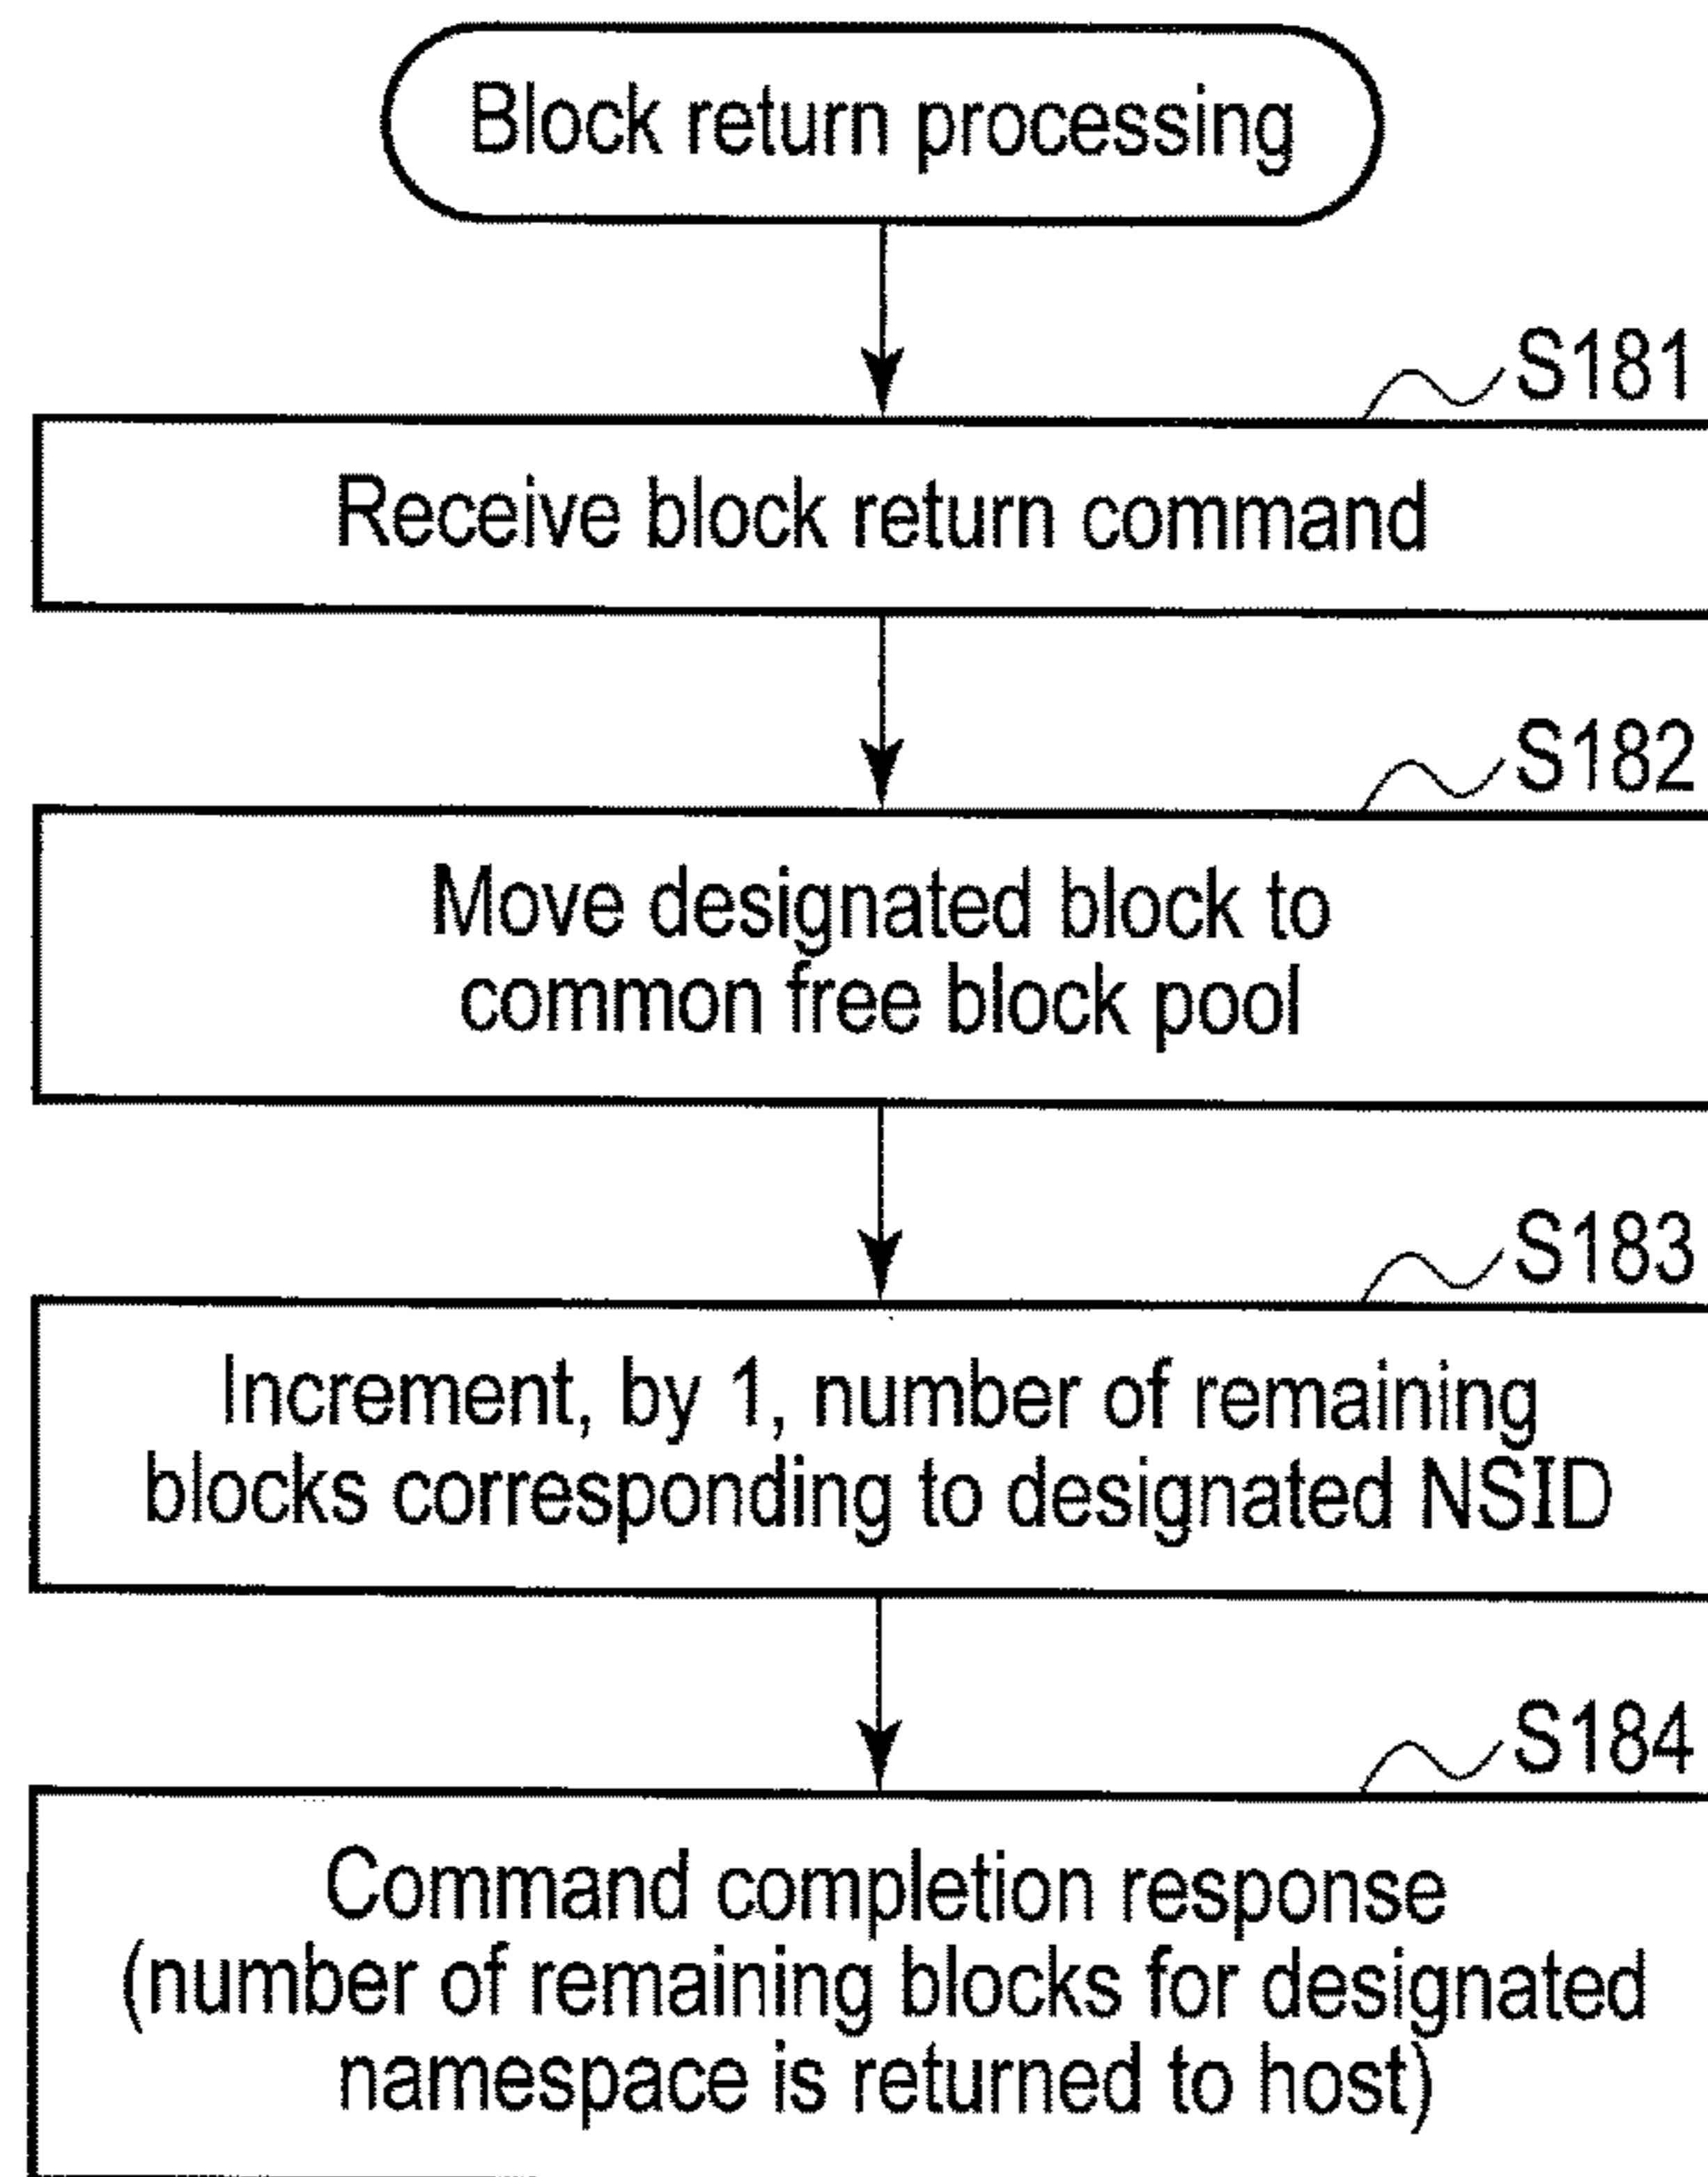 Block return processing
S181
Receive block return command
S182
Move designated block to
common free block pool
S183
Increment, by 1, number of remaining
blocks corresponding to designated NSID
S184
Command completion response
(number of remaining blocks for designated
namespace is returned to host)